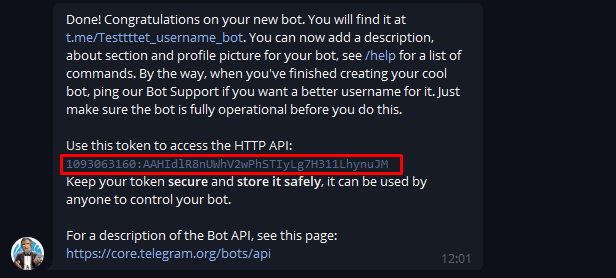 Done! Congratulations on your new bot. You will find it at
t.me/Testttttet_username_bot. You can now add a description,
about section and profile picture for your bot, see /help for a list of
commands. By the way, when you've finished creating your cool
bot, ping our Bot Support if you want a better username for it. Just
make sure the bot is fully operational before you do this.
Use this token to access the HTTP API:
1093063160:AAHIdlR8nUWhV2wPhSTIyLg7H311LhynuJM
Keep your token secure and store it safely, it can be used by
anyone to control your bot.
For a description of the Bot API, see this page:
https://core.telegram.org/bots/api
12:01